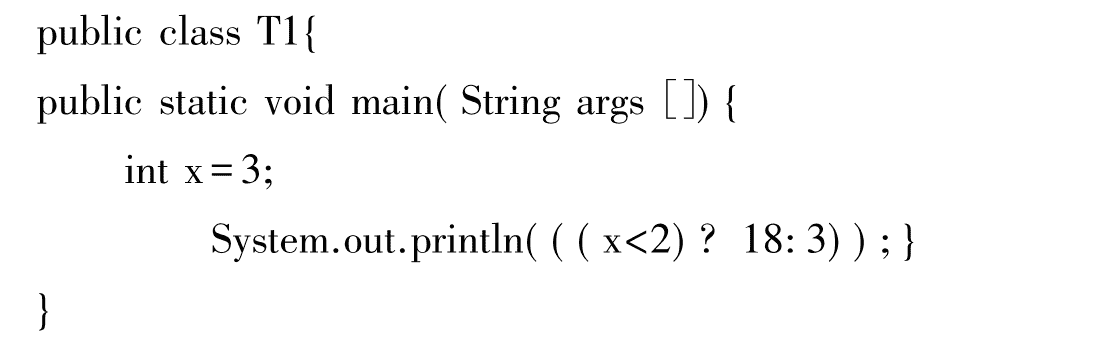 public class T1{
public static void main( String args []) {
int x=3;
System.out.println( ( ( x<2) ? 18: 3) ) ; }
}